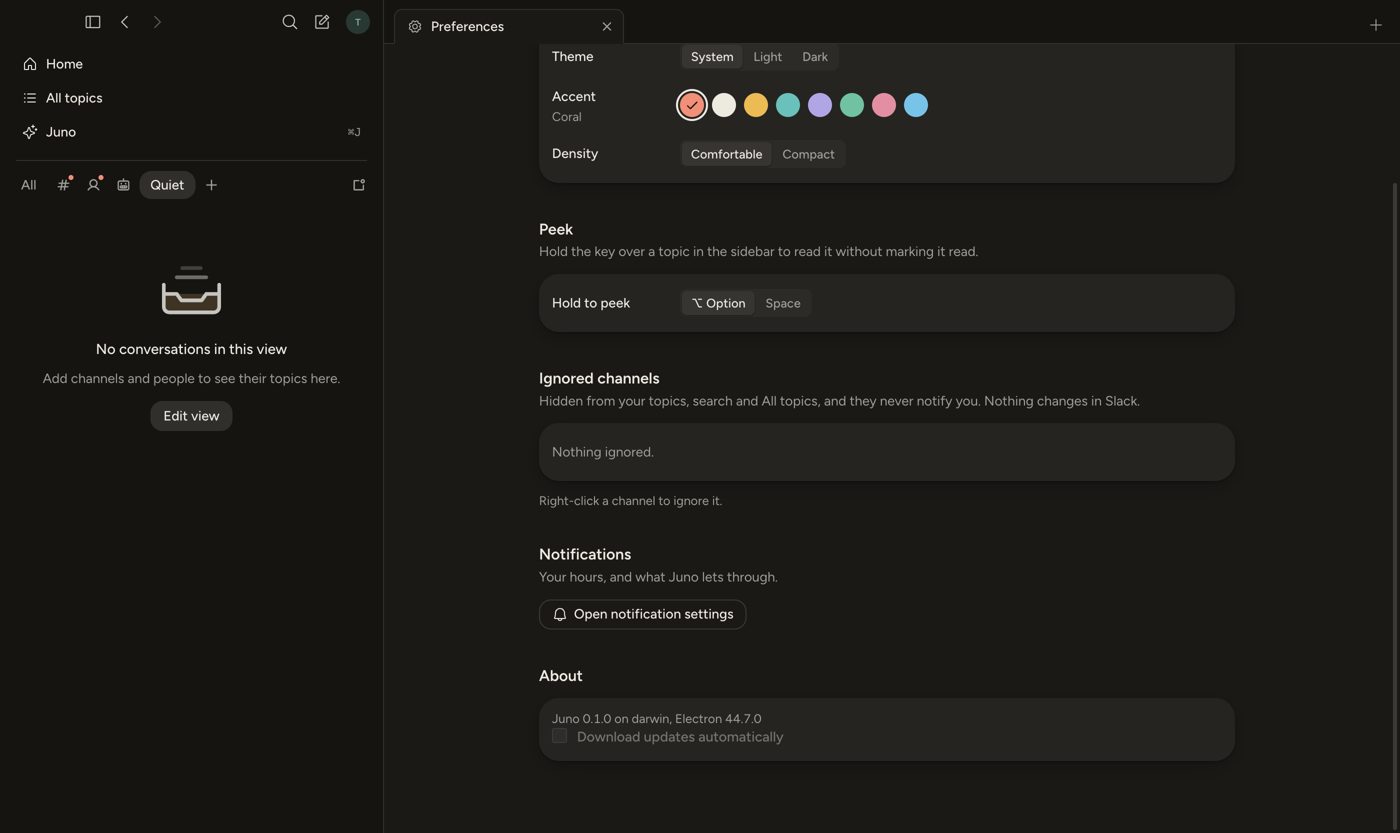 T
Preferences
Home
All topics
Juno ⌘J
All
Quiet
No conversations in this view
Add channels and people to see their topics here.
Edit view
Theme
System Light Dark
Accent
Coral
Density
Comfortable Compact
Peek
Hold the key over a topic in the sidebar to read it without marking it read.
Hold to peek
⌥ Option Space
Ignored channels
Hidden from your topics, search and All topics, and they never notify you. Nothing changes in Slack.
Nothing ignored.
Right-click a channel to ignore it.
Notifications
Your hours, and what Juno lets through.
Open notification settings
About
Juno 0.1.0 on darwin, Electron 44.7.0
Download updates automatically